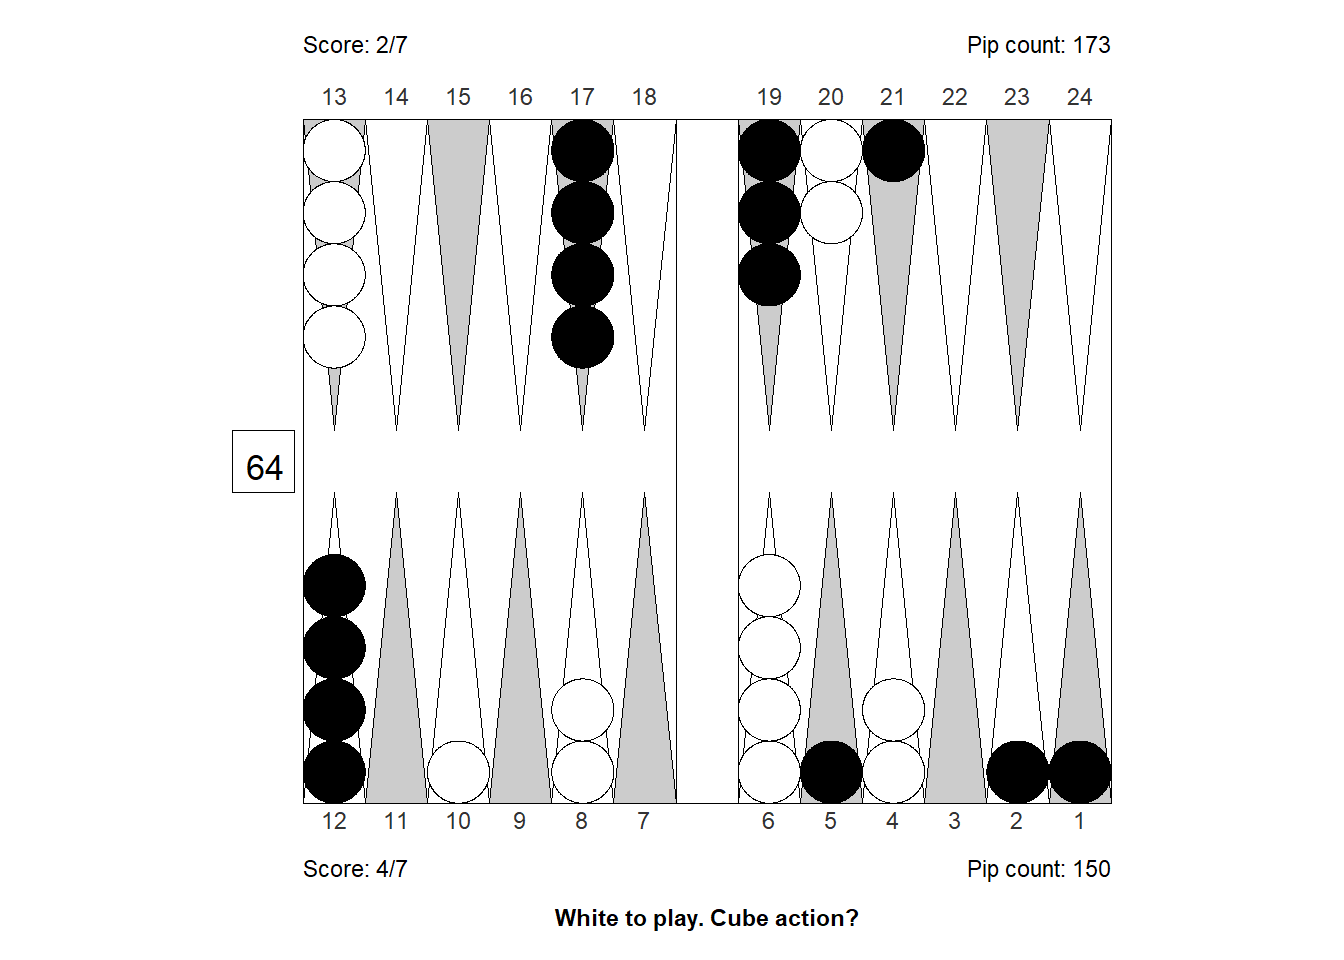 Score: 2/7 Pip count: 173
13 14 15 16 17 18 19 20 21 22 23 24
64
12 11 10 9 8 7 6 5 4 3 2 1
Score: 4/7 Pip count: 150
White to play. Cube action?